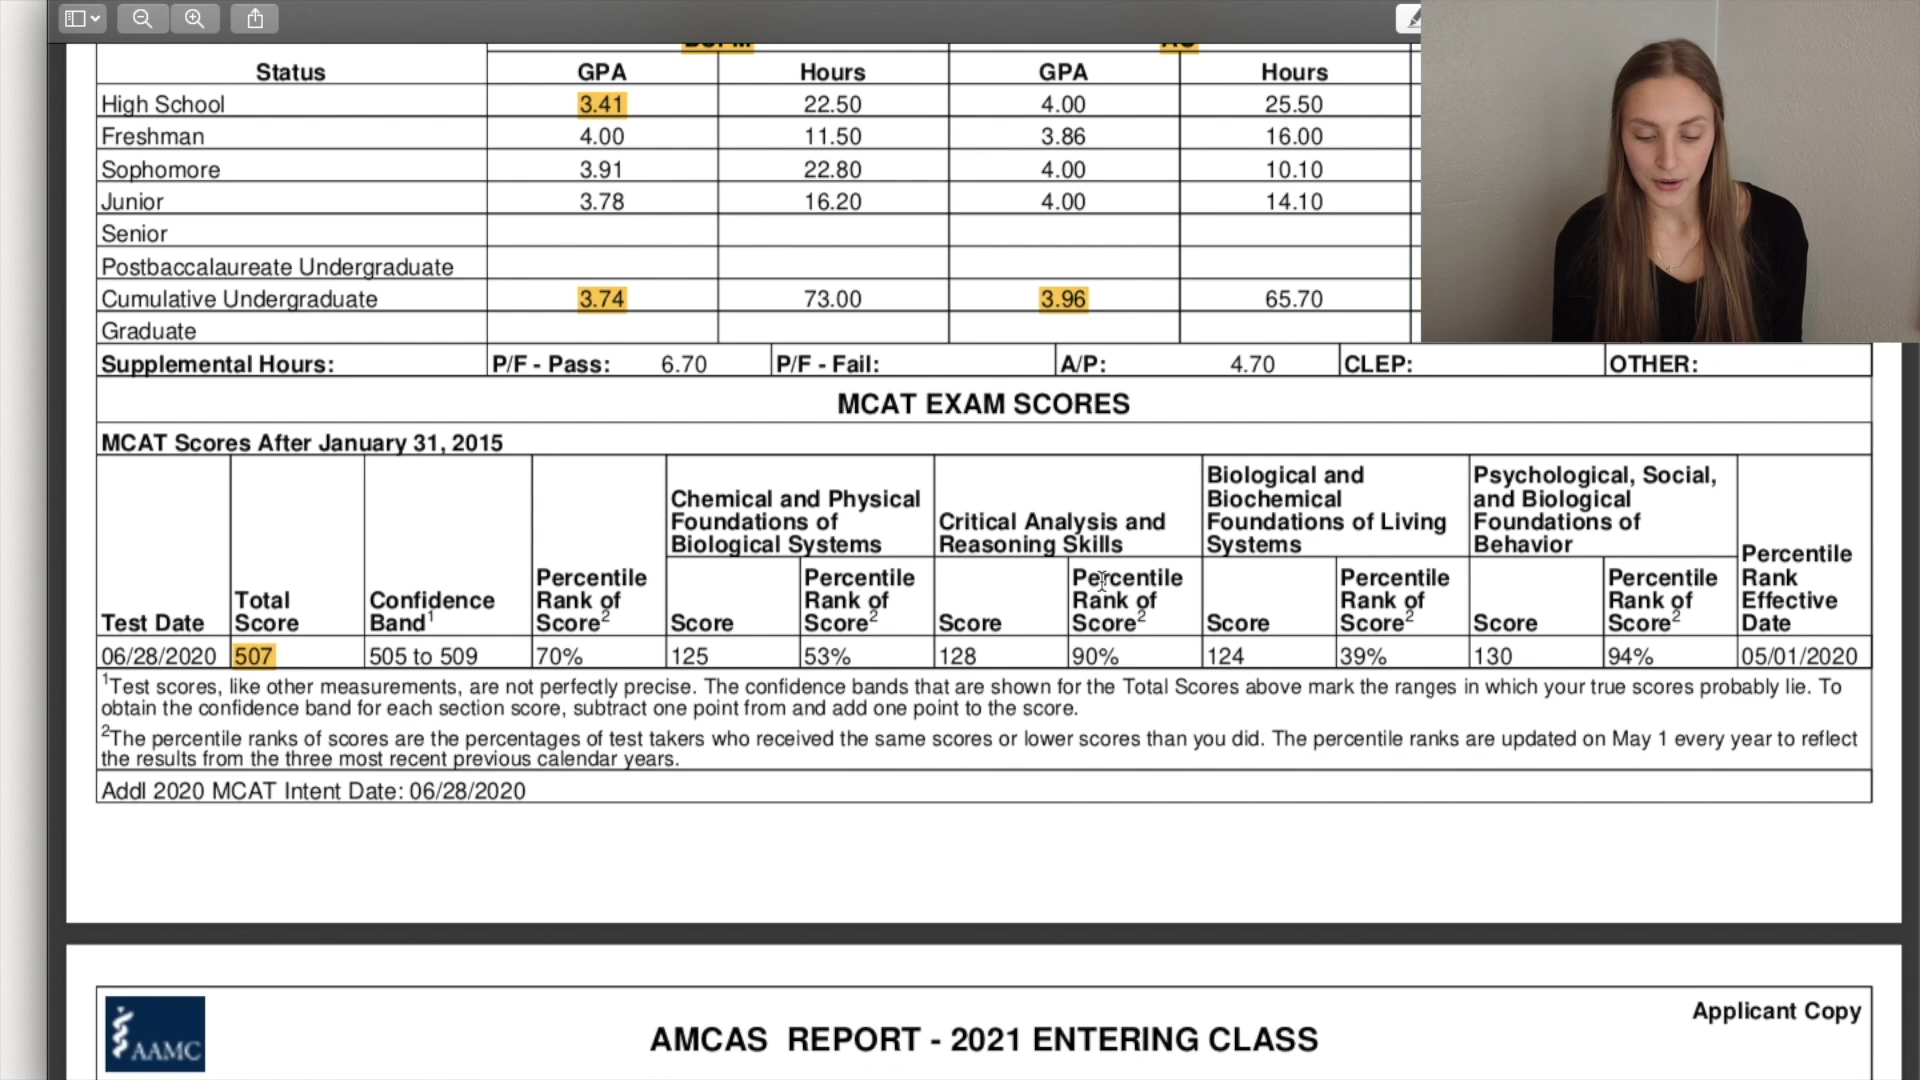 Status GPA Hours GPA Hours
High School 3.41 22.50 4.00 25.50
Freshman 4.00 11.50 3.86 16.00
Sophomore 3.91 22.80 4.00 10.10
Junior 3.78 16.20 4.00 14.10
Senior
Postbaccalaureate Undergraduate
Cumulative Undergraduate 3.74 73.00 3.96 65.70
Graduate
Supplemental Hours: P/F - Pass: 6.70 P/F - Fail: A/P: 4.70 CLEP: OTHER:
MCAT EXAM SCORES
MCAT Scores After January 31, 2015
Test Date
Total
Score
Confidence
Band1
Percentile
Rank of
Score2
Chemical and Physical
Foundations of
Biological Systems
Score
Percentile
Rank of
Score2
Critical Analysis and
Reasoning Skills
Score
Percentile
Rank of
Score2
Biological and
Biochemical
Foundations of Living
Systems
Score
Percentile
Rank of
Score2
Psychological, Social,
and Biological
Foundations of
Behavior
Score
Percentile
Rank of
Score2
Percentile
Rank
Effective
Date
06/28/2020 507 505 to 509 70% 125 53% 128 90% 124 39% 130 94% 05/01/2020
1Test scores, like other measurements, are not perfectly precise. The confidence bands that are shown for the Total Scores above mark the ranges in which your true scores probably lie. To
obtain the confidence band for each section score, subtract one point from and add one point to the score.
2The percentile ranks of scores are the percentages of test takers who received the same scores or lower scores than you did. The percentile ranks are updated on May 1 every year to reflect
the results from the three most recent previous calendar years.
Addl 2020 MCAT Intent Date: 06/28/2020
Applicant Copy
AAMC
AMCAS REPORT - 2021 ENTERING CLASS